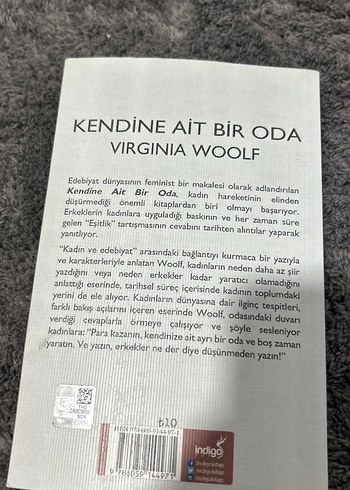 KENDİNE AİT BİR ODA
VIRGINIA WOOLF
Edebiyat dünyasının feminist bir makalesi olarak adlandırılan
Kendine Ait Bir Oda, kadın hareketinin elinden
düşürmediği önemli kitaplardan biri olmayı başarıyor.
Erkeklerin kadınlara uyguladığı baskının ve her zaman süre
gelen “Eşitlik” tartışmasının cevabını tarihten alıntılar yaparak
yanıtlıyor.
“Kadın ve edebiyat” arasındaki bağlantıyı kurmaca bir yazıyla
ve karakterleriyle anlatan Woolf, kadınların neden daha az şiir
yazdığını veya neden erkekler kadar yaratıcı olamadığını
anlattığı eserinde, tarihsel süreç içerisinde kadının toplumdaki
yerini de ele alıyor. Kadınların dünyasına dair ilginç tespitleri,
farklı bakış açılarını içeren eserinde Woolf, odasındaki duvarı
verdiği cevaplarla örmeye çalışıyor ve şöyle sesleniyor
kadınlara: “Para kazanın, kendinize ait ayrı bir oda ve boş zaman
yaratın. Ve yazın, erkekler ne der diye düşünmeden yazın!”
₺10
indigo
indigokitap
indigokitap
indigokitap